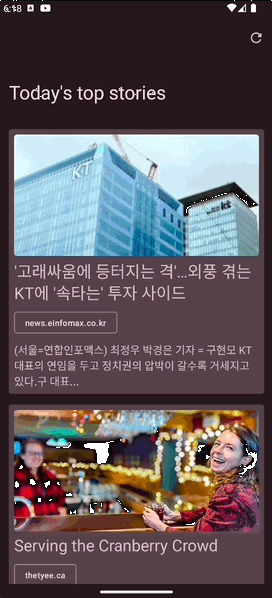 6:18
Today's top stories
KT
KT
'고래싸움에 등터지는 격'...외풍 겪는
KT에 '속타는' 투자 사이드
news.einfomax.co.kr
(서울=연합인포맥스) 최정우 박경은 기자 = 구현모 KT
대표의 연임을 두고 정치권의 압박이 갈수록 거세지고
있다.구 대표...
Serving the Cranberry Crowd
thetyee.ca